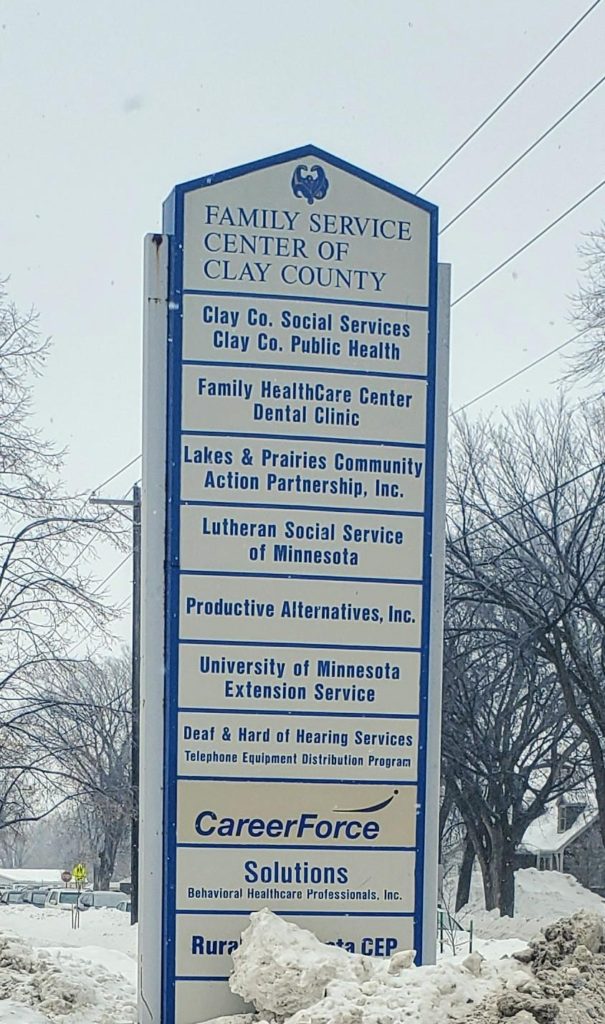 FAMILY SERVICE
CENTER OF
CLAY COUNTY
Clay Co. Social Services
Clay Co. Public Health
Family HealthCare Center
Dental Clinic
Lakes & Prairies Community
Action Partnership, Inc.
Lutheran Social Service
of Minnesota
Productive Alternatives, Inc.
University of Minnesota
Extension Service
Deaf & Hard of Hearing Services
Telephone Equipment Distribution Program
CareerForce
Solutions
Behavioral Healthcare Professionals, Inc.
CEP